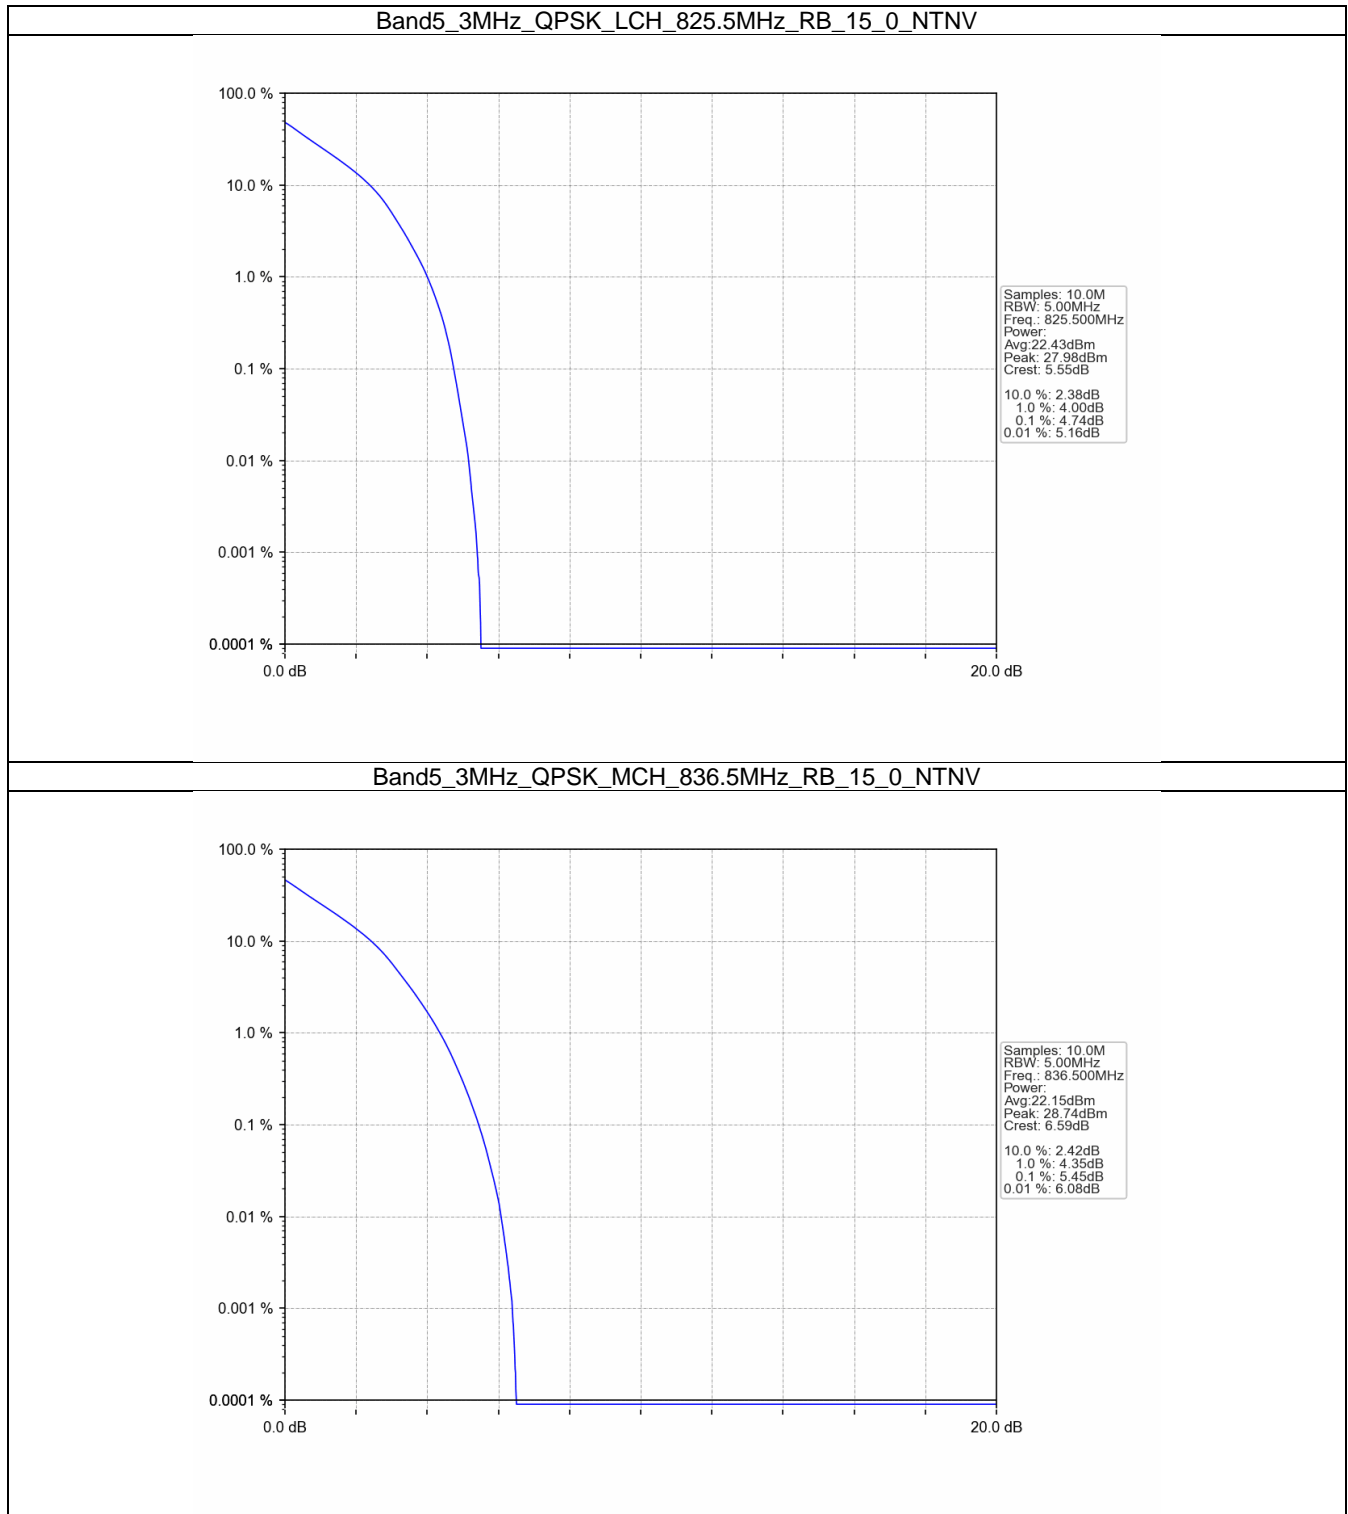 Band5_3MHz_QPSK_LCH_825.5MHz_RB_15_0_NTNV
100.0 %
10.0 %
1.0 %
0.1 %
0.01 %
0.001 %
0.0001 %
0.0 dB
20.0 dB
Samples: 10.0M
RBW: 5.00MHz
Freq.: 825.500MHz
Power:
Avg:22.43dBm
Peak: 27.98dBm
Crest: 5.55dB
10.0 %: 2.38dB
1.0 %: 4.00dB
0.1 %: 4.74dB
0.01 %: 5.16dB
Band5_3MHz_QPSK_MCH_836.5MHz_RB_15_0_NTNV
100.0 %
10.0 %
1.0 %
0.1 %
0.01 %
0.001 %
0.0001 %
0.0 dB
20.0 dB
Samples: 10.0M
RBW: 5.00MHz
Freq.: 836.500MHz
Power:
Avg:22.15dBm
Peak: 28.74dBm
Crest: 6.59dB
10.0 %: 2.42dB
1.0 %: 4.35dB
0.1 %: 5.45dB
0.01 %: 6.08dB